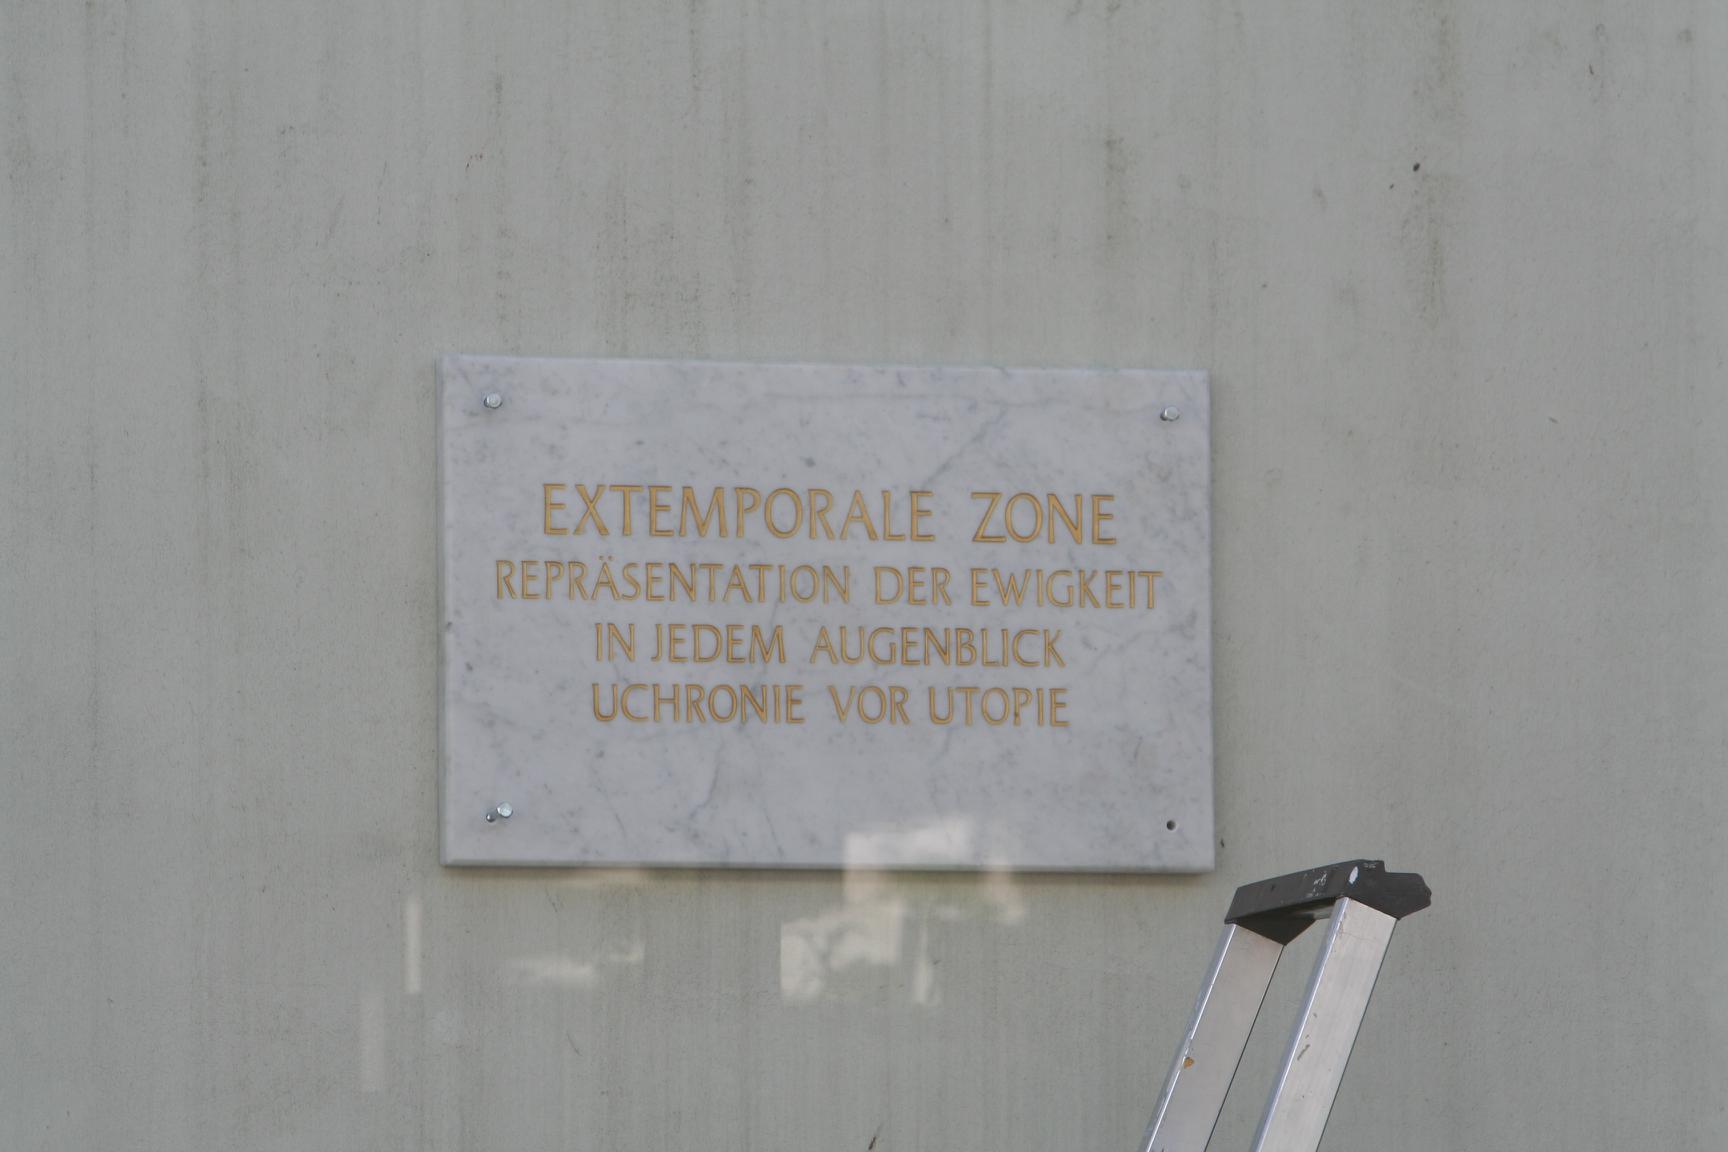 EXTEMPORALE ZONE
REPRÄSENTATION DER EWIGKEIT
IN JEDEM AUGENBLICK
UCHRONIE VOR UTOPIE